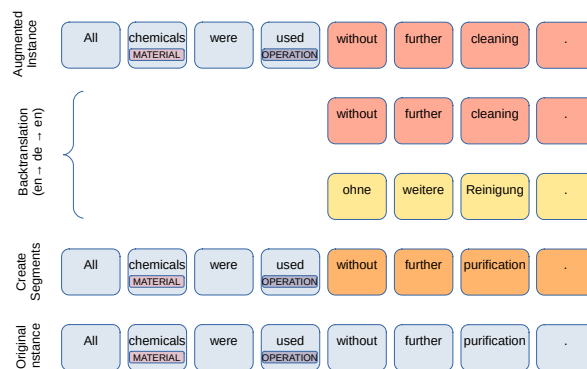 Augmented
Instance
All chemicals were used without further cleaning .
MATERIAL OPERATION
Backtranslation
(en→ de → en)
without further cleaning .
ohne weitere Reinigung .
Create
Segments
All chemicals were used without further purification .
MATERIAL OPERATION
Original
nstance
All chemicals were used without further purification .
MATERIAL OPERATION